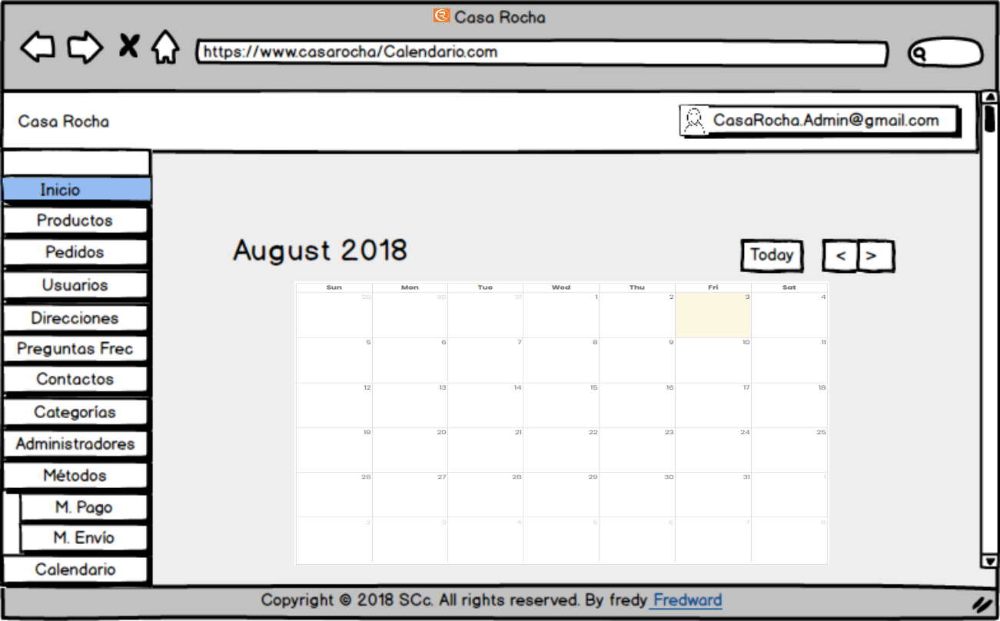 Casa Rocha
https://www.casarocha/Calendario.com
Casa Rocha
CasaRocha.Admin@gmail.com
Inicio
Productos
Pedidos
Usuarios
Direcciones
Preguntas Frec
Contactos
Categorías
Administradores
Métodos
M. Pago
M. Envío
Calendario
August 2018
Today < >
Sun Mon Tue Wed Thu Fri Sat
29 30 31 1 2 3 4
5 6 7 8 9 10 11
12 13 14 15 16 17 18
19 20 21 22 23 24 25
26 27 28 29 30 31 1
2 3 4 5 6 7 8
Copyright © 2018 SCc. All rights reserved. By fredy Fredward